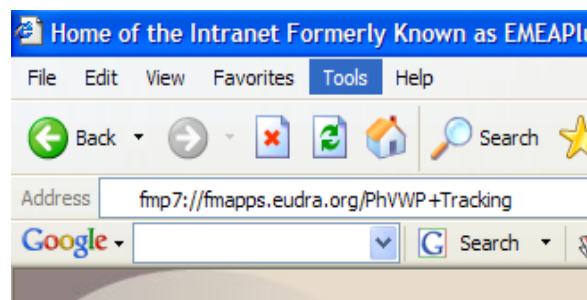 Home of the Intranet Formerly Known as EMEAPlu
File Edit View Favorites Tools Help
Back Search
Address fmp7://fmapps.eudra.org/PhVWP+Tracking
Google G Search